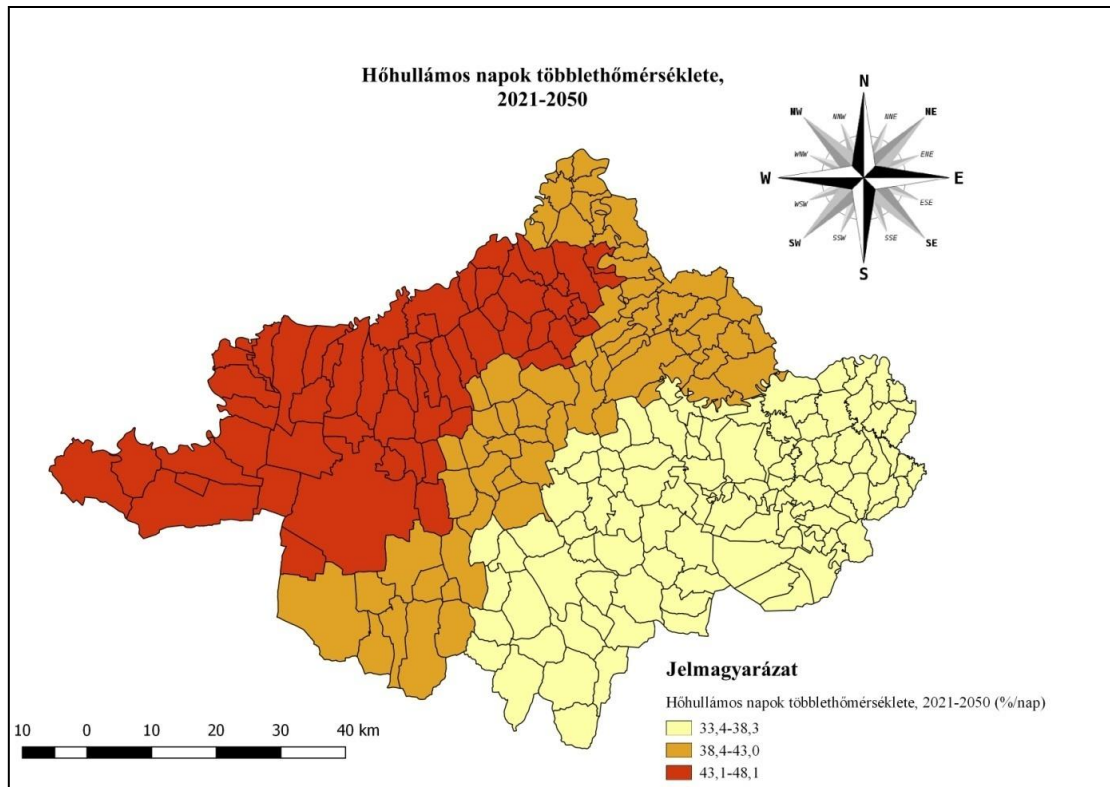 Hőhullámos napok többlethőmérséklete,
2021-2050
N
NNW
NNE
NW
NE
WNW
ENE
W
E
WSW
ESE
SW
SSW
SSE
SE
S
Jelmagyarázat
Hőhullámos napok többlethőmérséklete, 2021-2050 (%/nap)
33,4-38,3
38,4-43,0
43,1-48,1
10 0 10 20 30 40 km